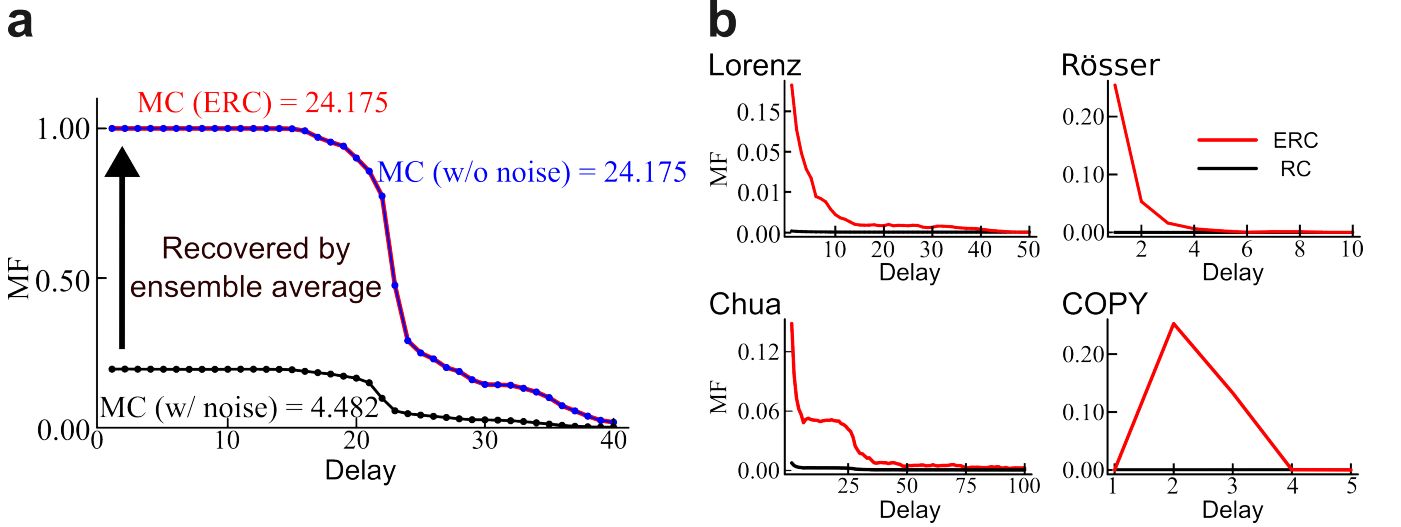 a
MC (ERC) = 24.175
1.00
MC (w/o noise) = 24.175
Recovered by
ensemble average
MF
0.50
MC (w/ noise) = 4.482
0.00
0 10 20 30 40
Delay
b
Lorenz
0.15
0.05
MF
0.01
0.00
10 20 30 40 50
Delay
Rösser
0.20
ERC
RC
0.10
0.00
2 4 6 8 10
Delay
Chua
0.12
MF
0.06
0.00
25 50 75 100
Delay
COPY
0.20
0.10
0.00
1 2 3 4 5
Delay